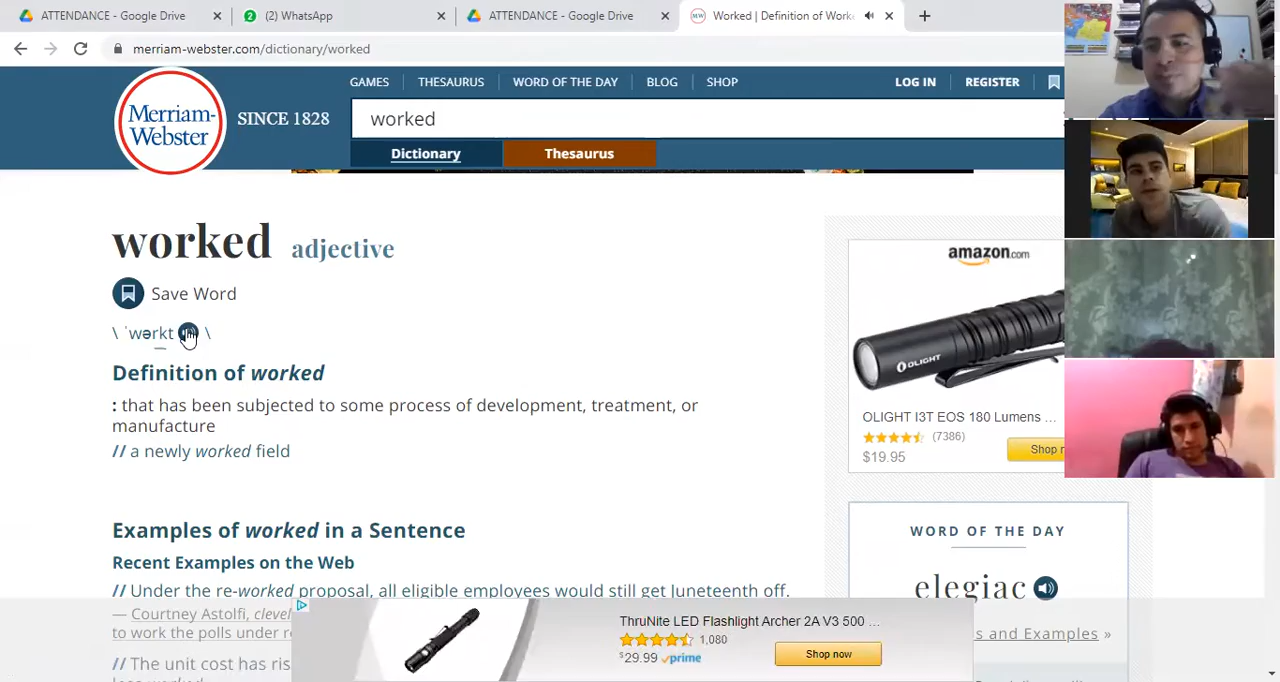 ATTENDANCE - Google Drive
2 (2) WhatsApp
ATTENDANCE - Google Drive
Worked | Definition of Worke
merriam-webster.com/dictionary/worked
GAMES THESAURUS WORD OF THE DAY BLOG SHOP LOG IN REGISTER
Merriam-
Webster
SINCE 1828
worked
Dictionary Thesaurus
worked adjective
Save Word
\ ˈwərkt \
Definition of worked
: that has been subjected to some process of development, treatment, or
manufacture
// a newly worked field
Examples of worked in a Sentence
Recent Examples on the Web
// Under the re-worked proposal, all eligible employees would still get Juneteenth off.
— Courtney Astolfi, clevel
to work the polls under r
// The unit cost has ris
amazon.com
OLIGHT
OLIGHT I3T EOS 180 Lumens ...
(7386)
$19.95
Shop
WORD OF THE DAY
elegiac
s and Examples »
ThruNite LED Flashlight Archer 2A V3 500 ...
1,080
$29.99 prime
Shop now